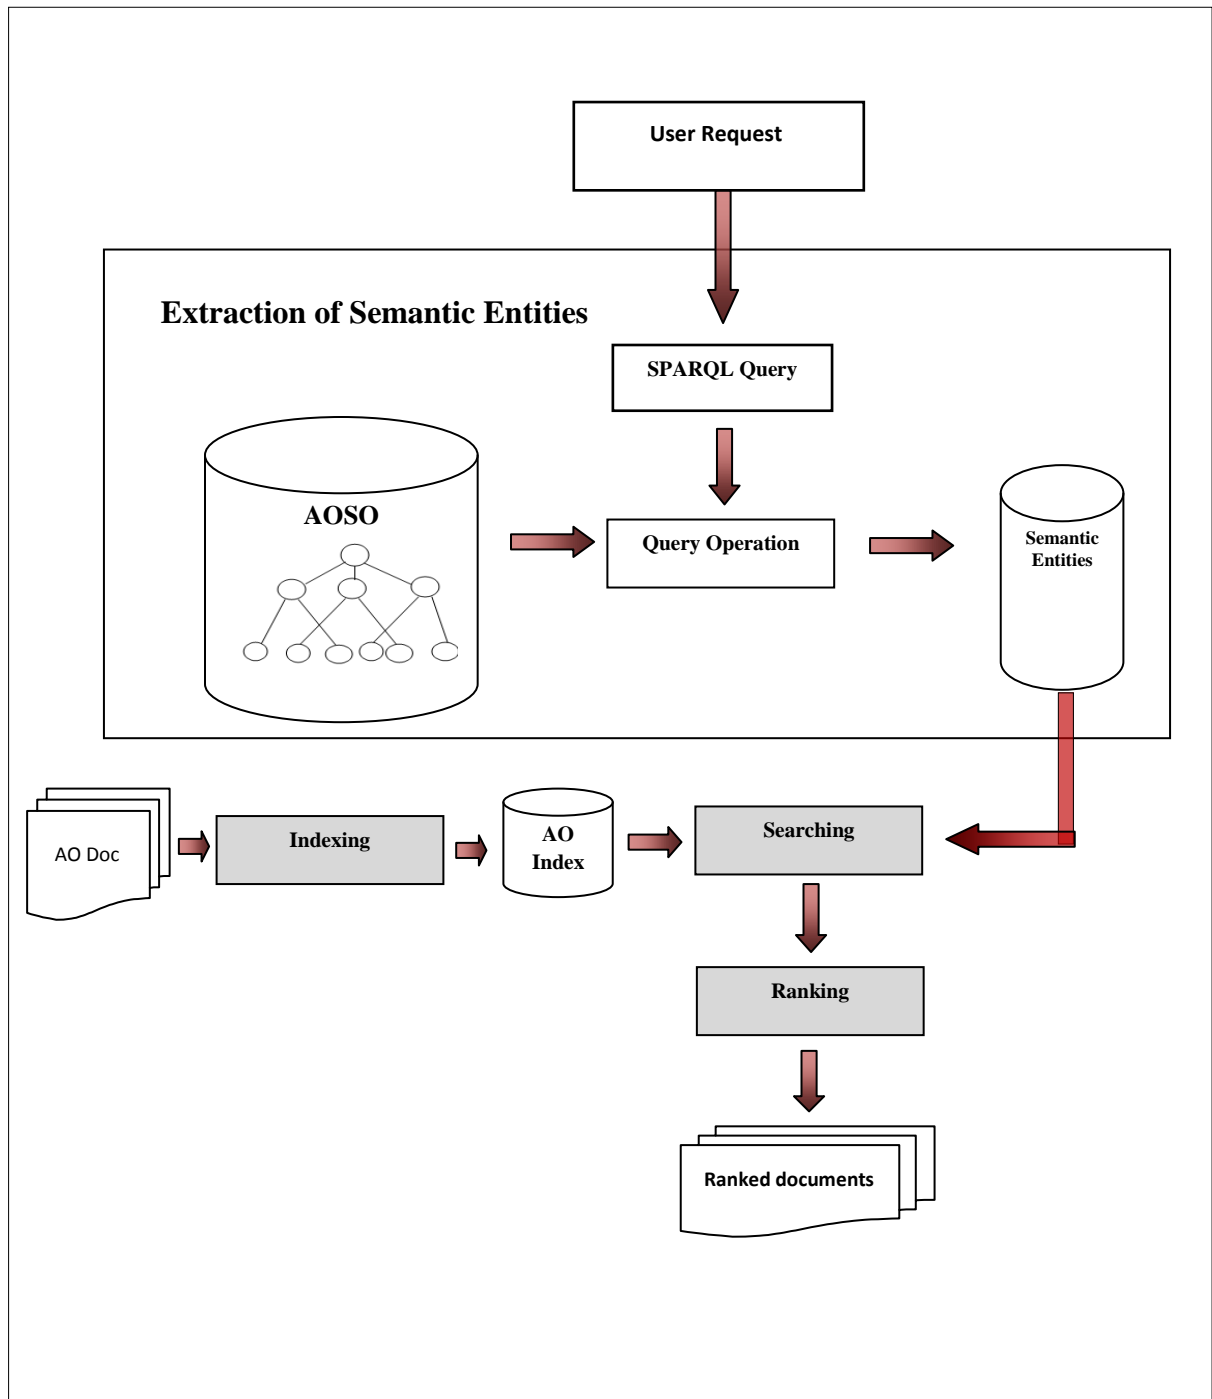 User Request
Extraction of Semantic Entities
SPARQL Query
AOSO
Query Operation
Semantic
Entities
AO Doc
Indexing
AO
Index
Searching
Ranking
Ranked documents